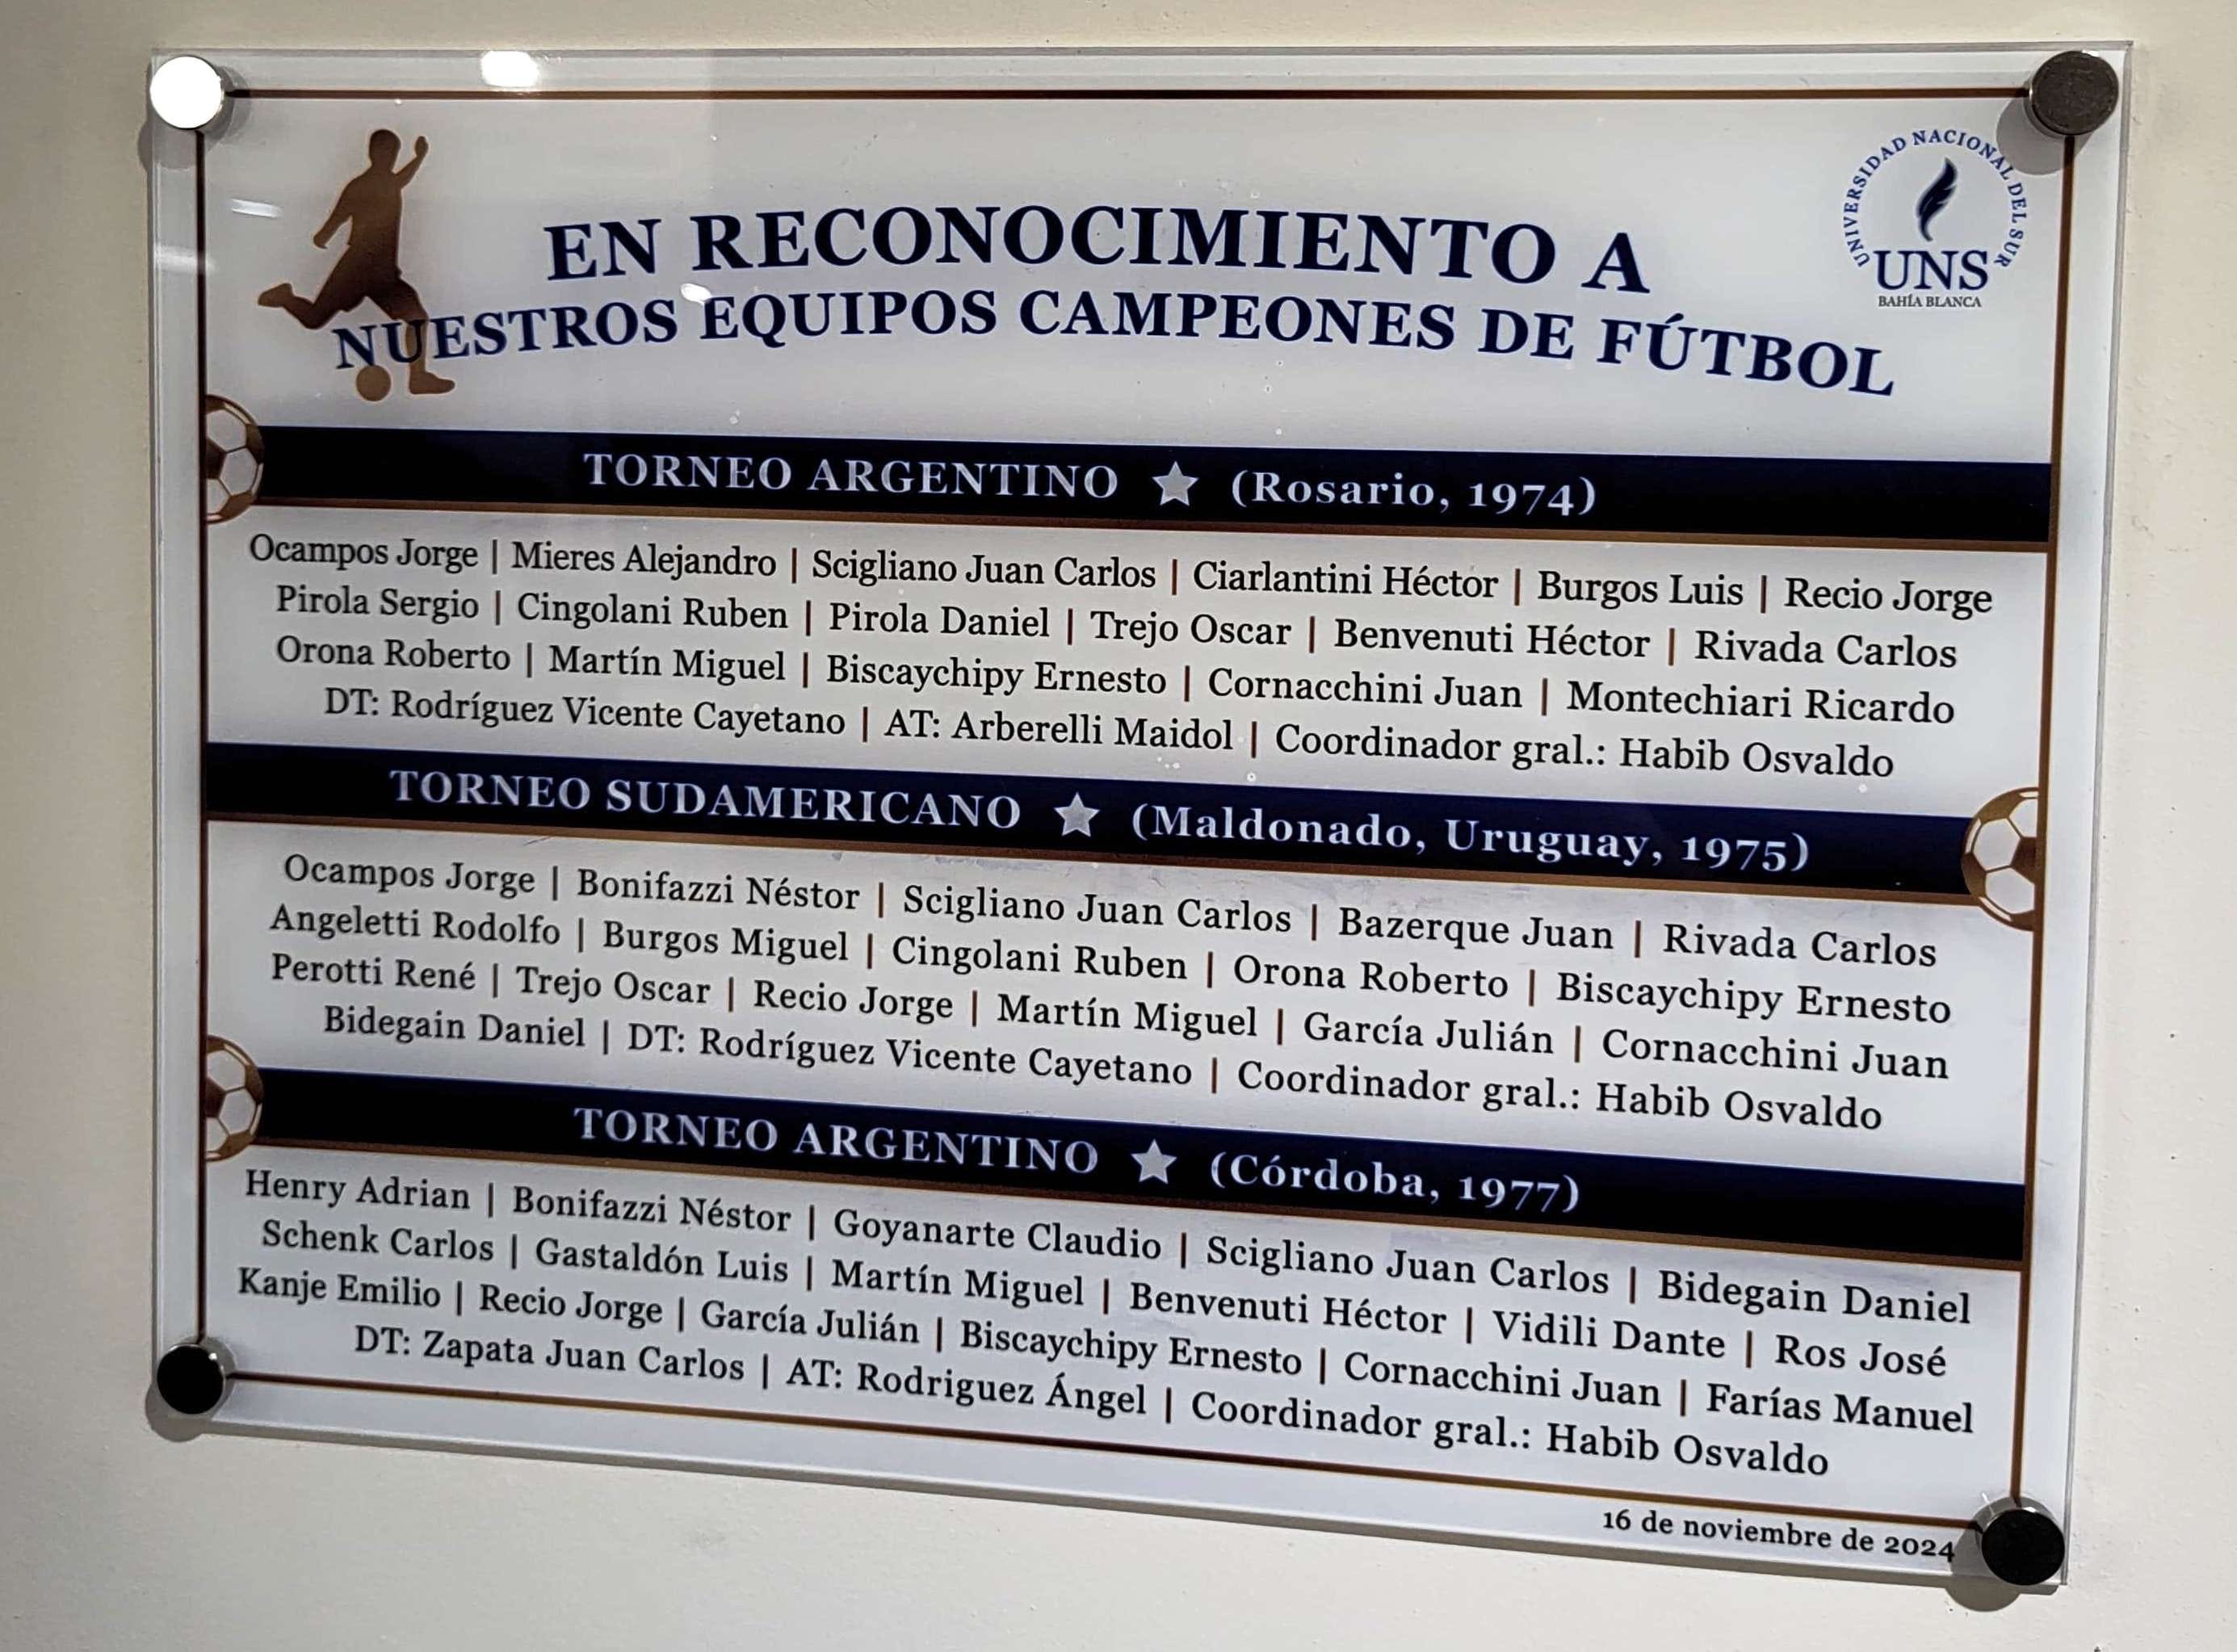 UNIVERSIDAD NACIONAL DEL SUR
UNS
BAHÍA BLANCA
EN RECONOCIMIENTO A
NUESTROS EQUIPOS CAMPEONES DE FÚTBOL
TORNEO ARGENTINO ★ (Rosario, 1974)
Ocampos Jorge | Mieres Alejandro | Scigliano Juan Carlos | Ciarlantini Héctor | Burgos Luis | Recio Jorge
Pirola Sergio | Cingolani Ruben | Pirola Daniel | Trejo Oscar | Benvenuti Héctor | Rivada Carlos
Orona Roberto | Martín Miguel | Biscaychipy Ernesto | Cornacchini Juan | Montechiari Ricardo
DT: Rodríguez Vicente Cayetano | AT: Arberelli Maidol | Coordinador gral.: Habib Osvaldo
TORNEO SUDAMERICANO ★ (Maldonado, Uruguay, 1975)
Ocampos Jorge | Bonifazzi Néstor | Scigliano Juan Carlos | Bazerque Juan | Rivada Carlos
Angeletti Rodolfo | Burgos Miguel | Cingolani Ruben | Orona Roberto | Biscaychipy Ernesto
Perotti René | Trejo Oscar | Recio Jorge | Martín Miguel | García Julián | Cornacchini Juan
Bidegain Daniel | DT: Rodríguez Vicente Cayetano | Coordinador gral.: Habib Osvaldo
TORNEO ARGENTINO ★ (Córdoba, 1977)
Henry Adrian | Bonifazzi Néstor | Goyanarte Claudio | Scigliano Juan Carlos | Bidegain Daniel
Schenk Carlos | Gastaldón Luis | Martín Miguel | Benvenuti Héctor | Vidili Dante | Ros José
Kanje Emilio | Recio Jorge | García Julián | Biscaychipy Ernesto | Cornacchini Juan | Farías Manuel
DT: Zapata Juan Carlos | AT: Rodriguez Ángel | Coordinador gral.: Habib Osvaldo
16 de noviembre de 2024